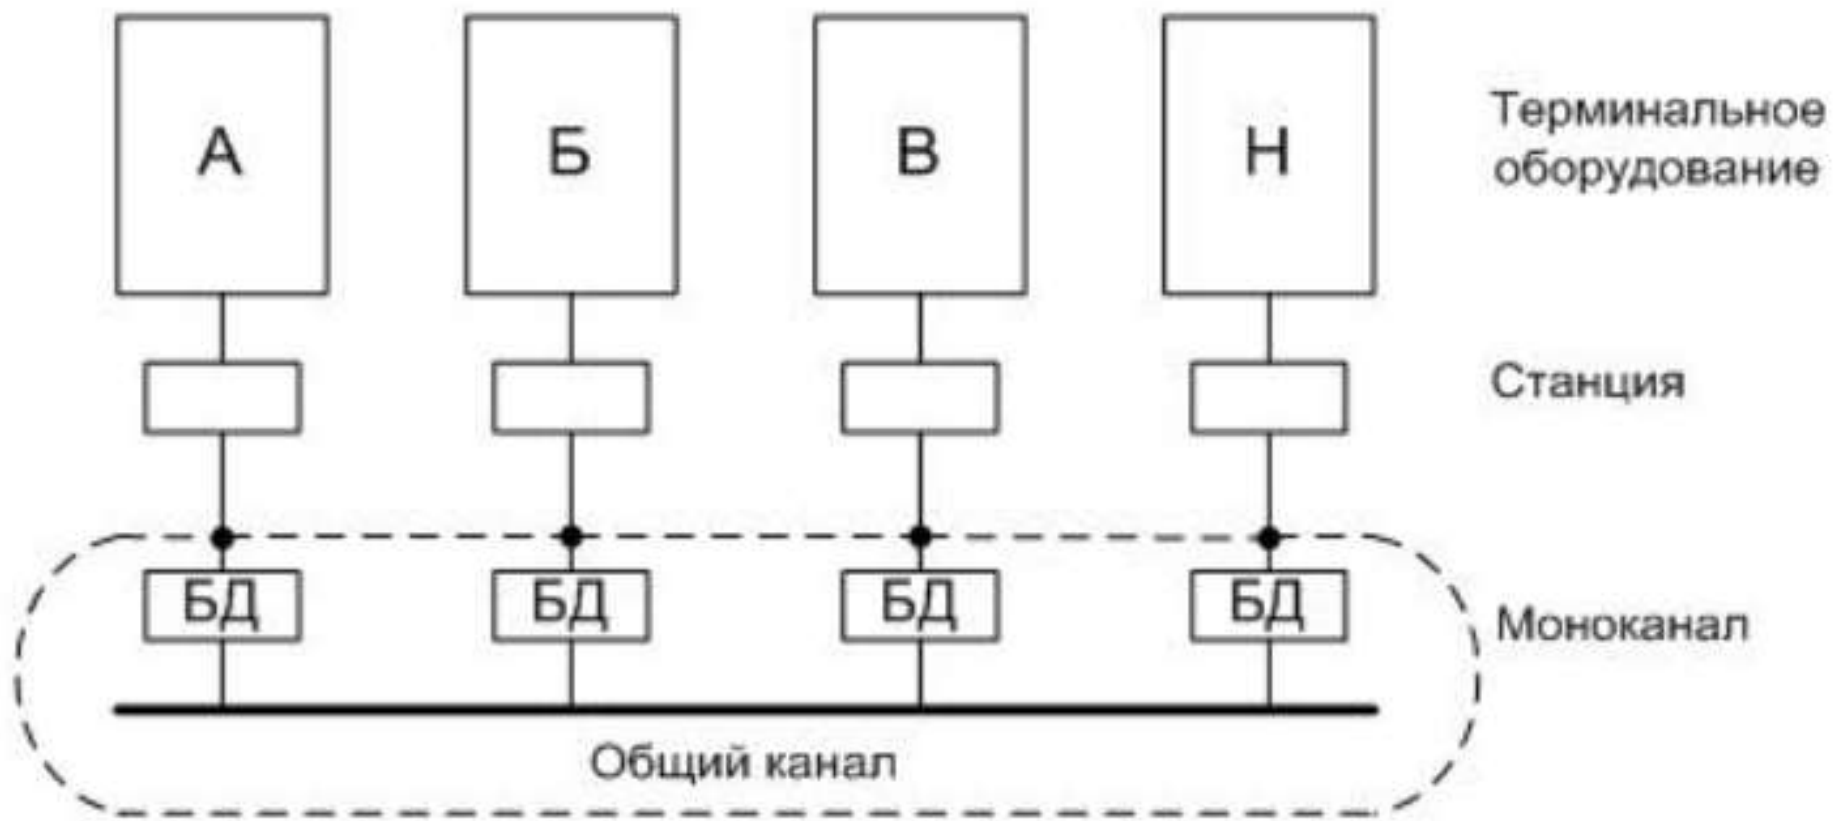 А
Б
В
Н
Терминальное
оборудование
Станция
БД
БД
БД
БД
Моноканал
Общий канал